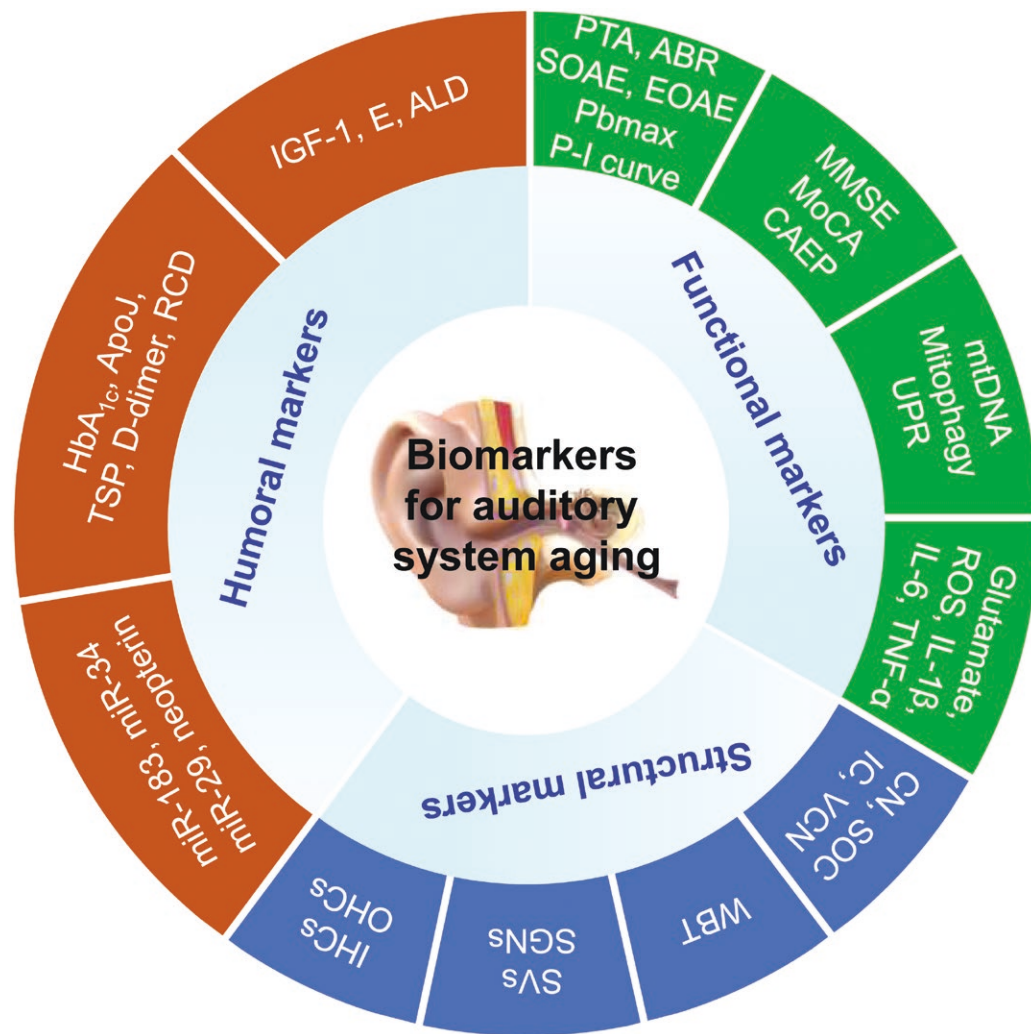 Biomarkers
for auditory
system aging
Functional markers
PTA, ABR
SOAE, EOAE
Pbmax
P-I curve
MMSE
MoCA
CAEP
mtDNA
Mitophagy
UPR
Glutamate,
ROS, IL-1β,
IL-6, TNF-α
Structural markers
CN, SOC
IC, VCN
WBT
SVs
SGNs
IHCs
OHCs
Humoral markers
miR-183, miR-34
miR-29, neopterin
HbA1c, ApoJ,
TSP, D-dimer, RCD
IGF-1, E, ALD